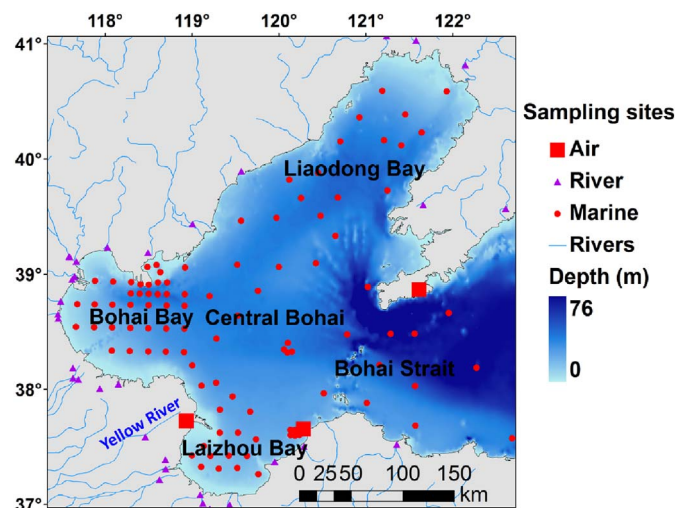 118° 119° 120° 121° 122°
41°
40°
39°
38°
37°
Liaodong Bay
Bohai Bay
Central Bohai
Bohai Strait
Yellow River
Laizhou Bay
0 25 50 100 150
km
Sampling sites
Air
River
Marine
Rivers
Depth (m)
76
0